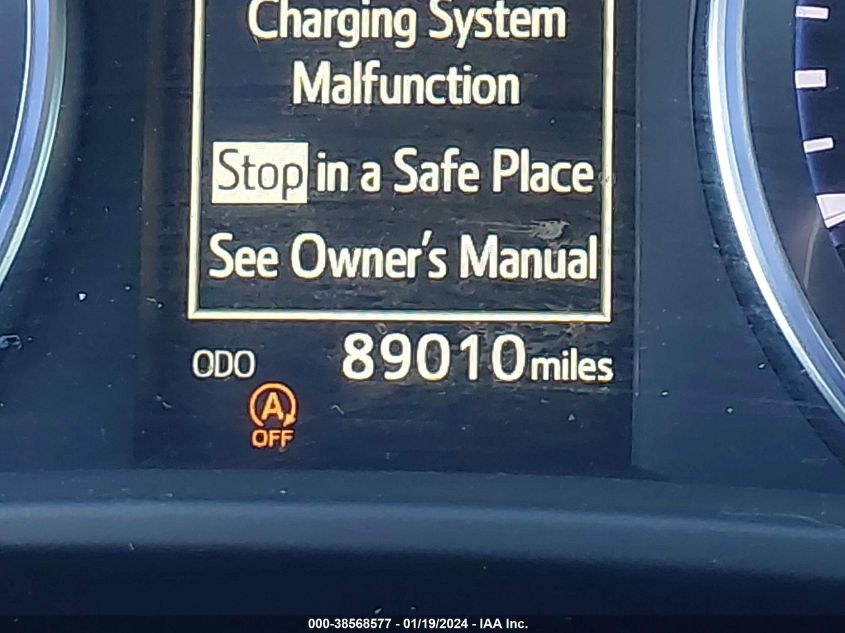 Charging System
Malfunction
Stop in a Safe Place
See Owner's Manual
ODO 89010 miles
A
OFF
000-38568577 - 01/19/2024 - IAA Inc.